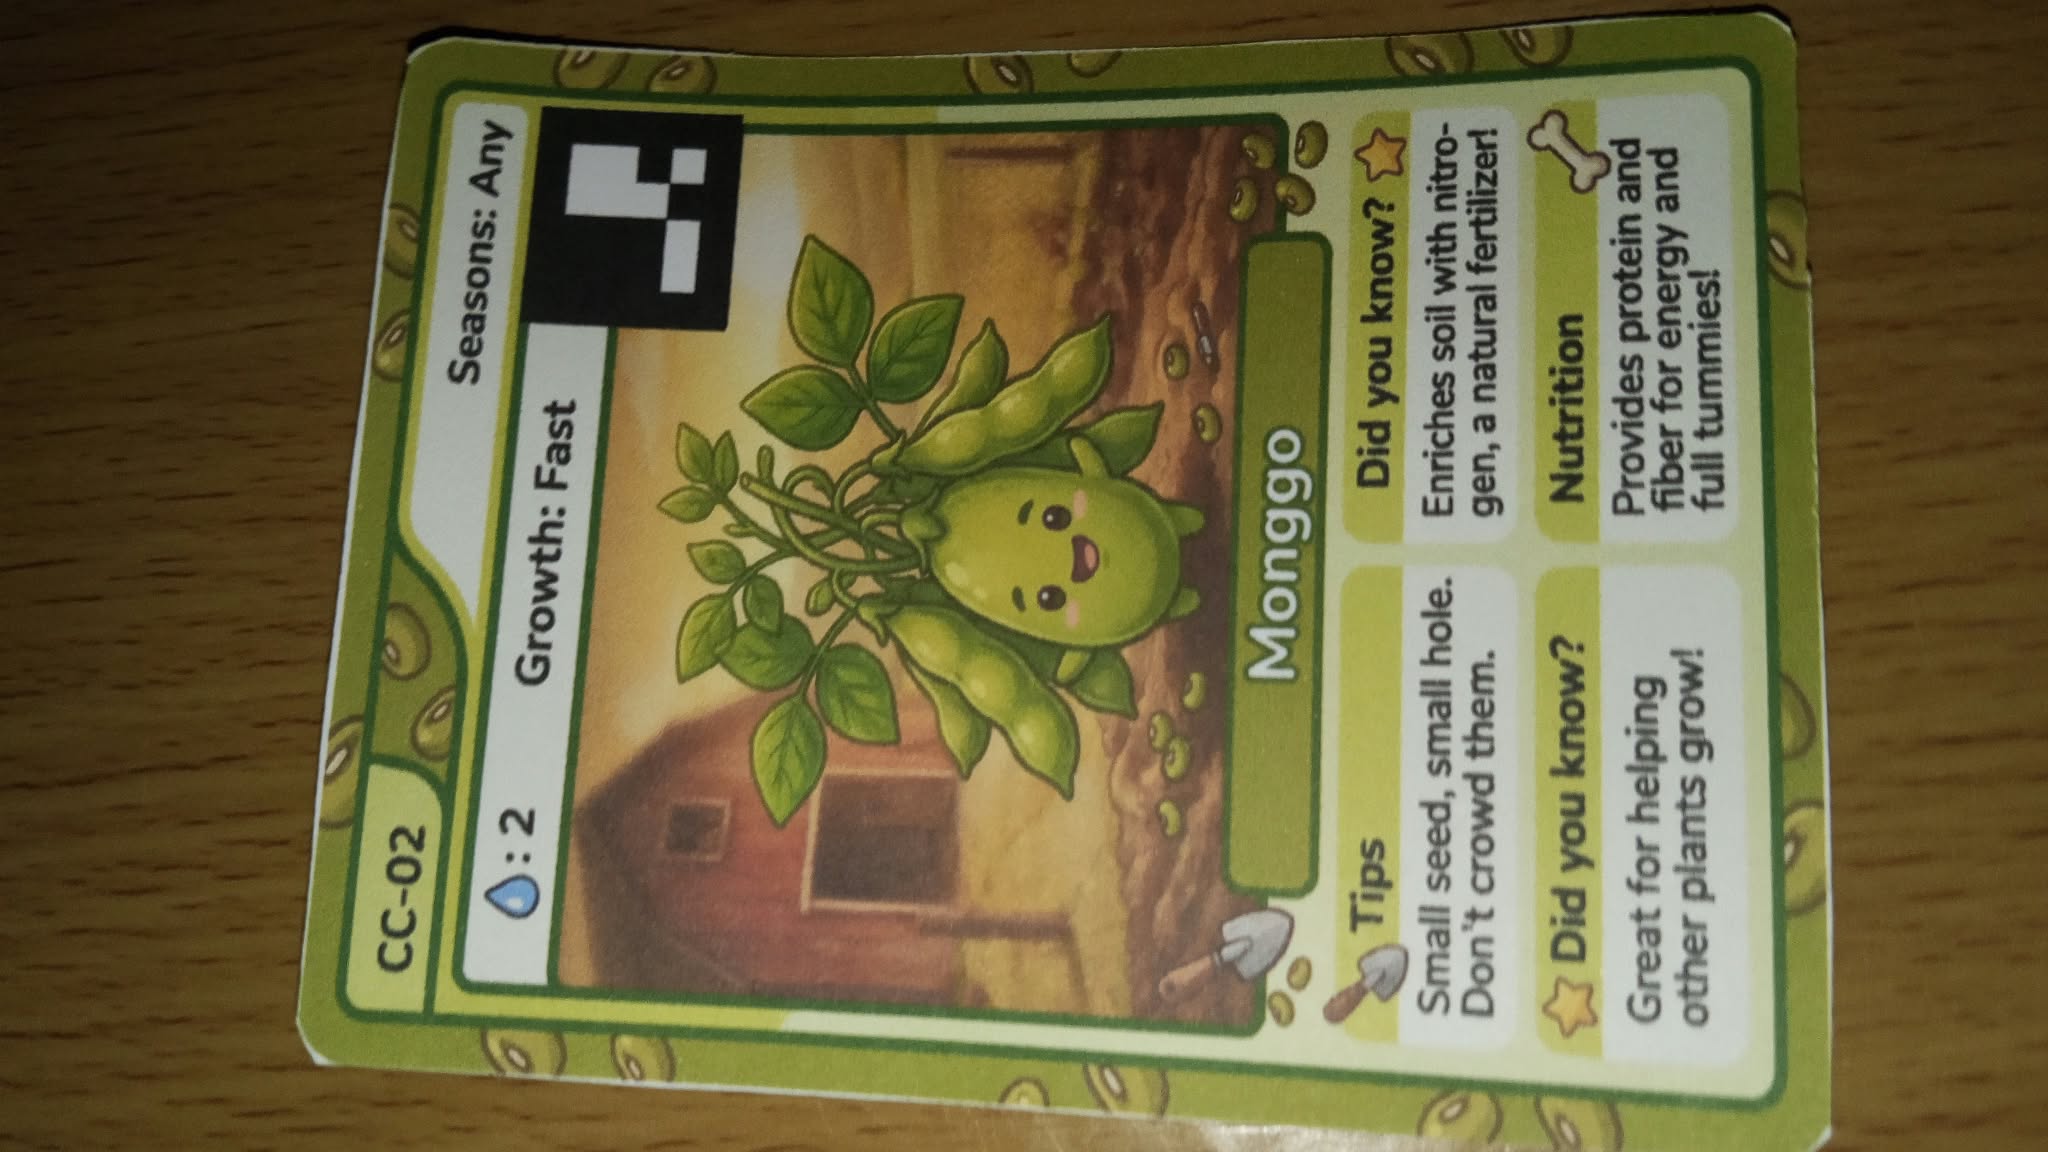 CC-02
Seasons: Any
: 2
Growth: Fast
Monggo
Tips
Small seed, small hole.
Don't crowd them.
Did you know?
Enriches soil with nitro-
gen, a natural fertilizer!
Did you know?
Great for helping
other plants grow!
Nutrition
Provides protein and
fiber for energy and
full tummies!